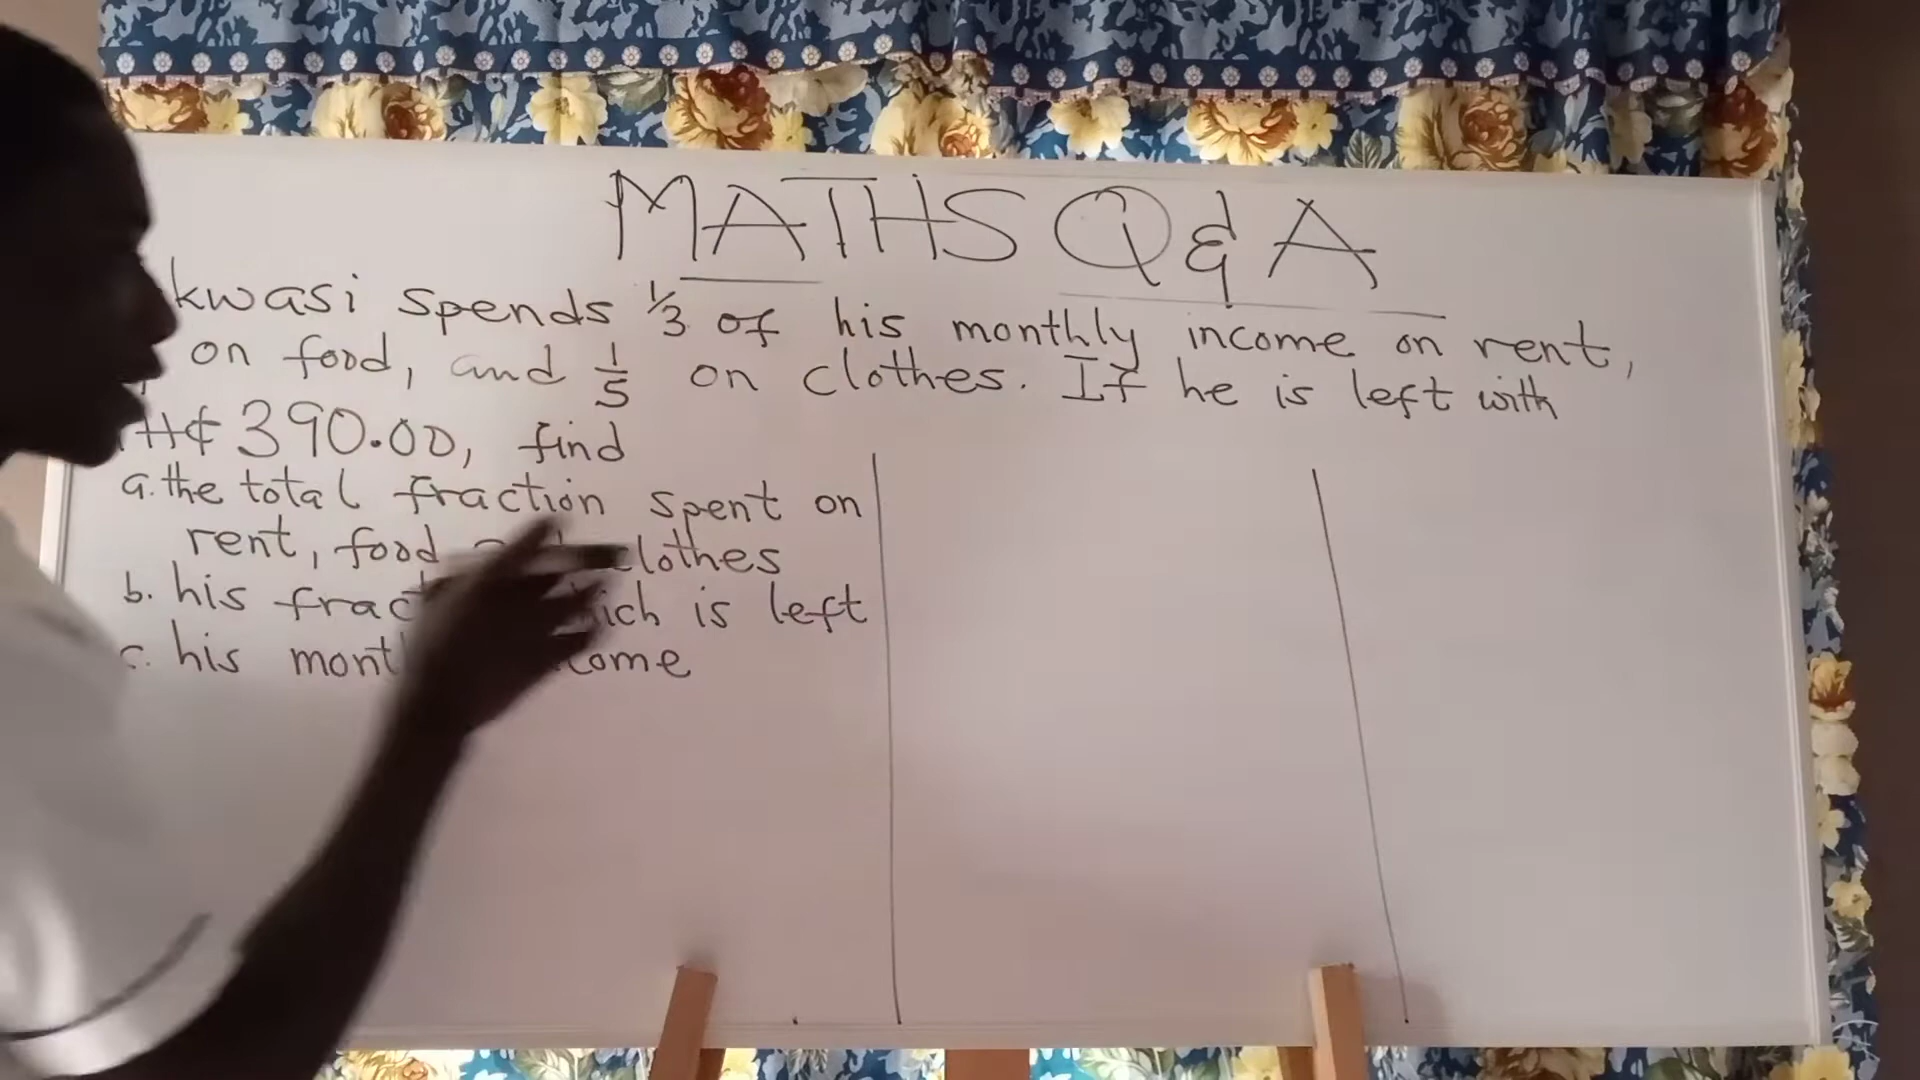 MATHS Q & A
kwasi spends 1/3 of his monthly income on rent,
on food, and 1/5 on clothes. If he is left with
H¢ 390.00, find
a. the total fraction spent on
rent, food clothes
b. his is left
c. his